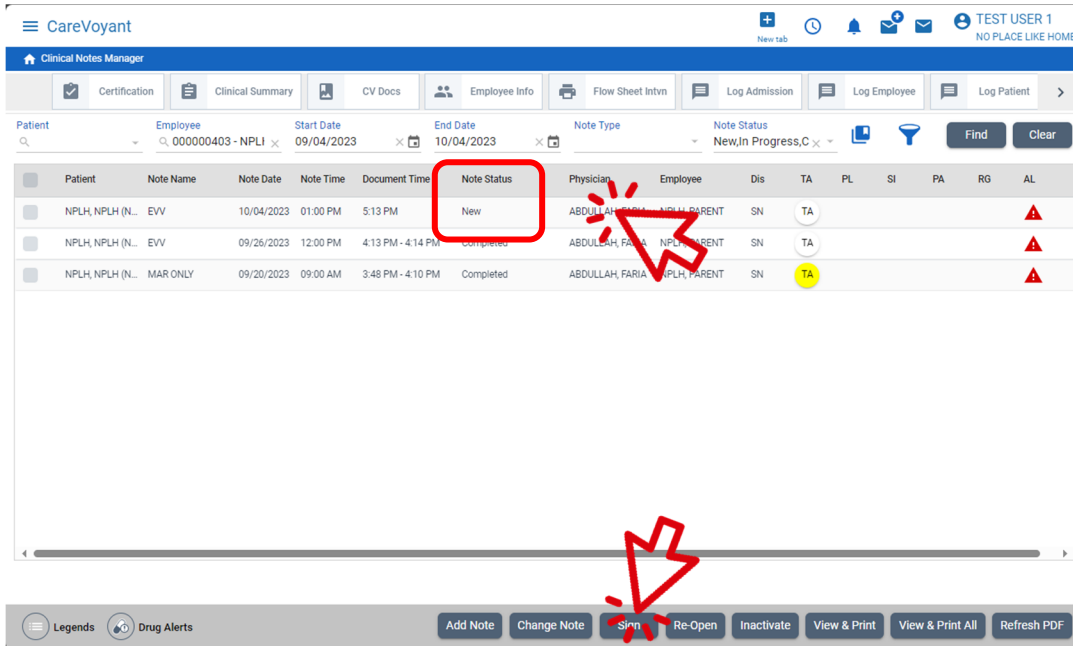 CareVoyant
New tab
TEST USER 1
NO PLACE LIKE HOME
Clinical Notes Manager
Certification Clinical Summary CV Docs Employee Info Flow Sheet Intvn Log Admission Log Employee Log Patient
Patient Employee Start Date End Date Note Type Note Status
000000403 - NPLH 09/04/2023 10/04/2023 New,In Progress,C Find Clear
Patient Note Name Note Date Note Time Document Time Note Status Physician Employee Dis TA PL SI PA RG AL
NPLH, NPLH (N... EVV 10/04/2023 01:00 PM 5:13 PM New ABDULLAH, FARIA NPLH, PARENT SN TA
NPLH, NPLH (N... EVV 09/26/2023 12:00 PM 4:13 PM - 4:14 PM Completed ABDULLAH, FARIA NPLH, PARENT SN TA
NPLH, NPLH (N... MAR ONLY 09/20/2023 09:00 AM 3:48 PM - 4:10 PM Completed ABDULLAH, FARIA NPLH, PARENT SN TA
Legends Drug Alerts Add Note Change Note Sign Re-Open Inactivate View & Print View & Print All Refresh PDF